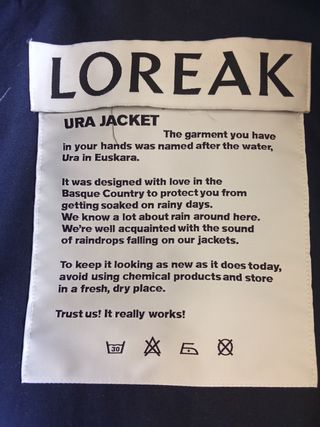 LOREAK
URA JACKET
The garment you have
in your hands was named after the water,
Ura in Euskara.
It was designed with love in the
Basque Country to protect you from
getting soaked on rainy days.
We know a lot about rain around here.
We're well acquainted with the sound
of raindrops falling on our jackets.
To keep it looking as new as it does today,
avoid using chemical products and store
in a fresh, dry place.
Trust us! It really works!
30